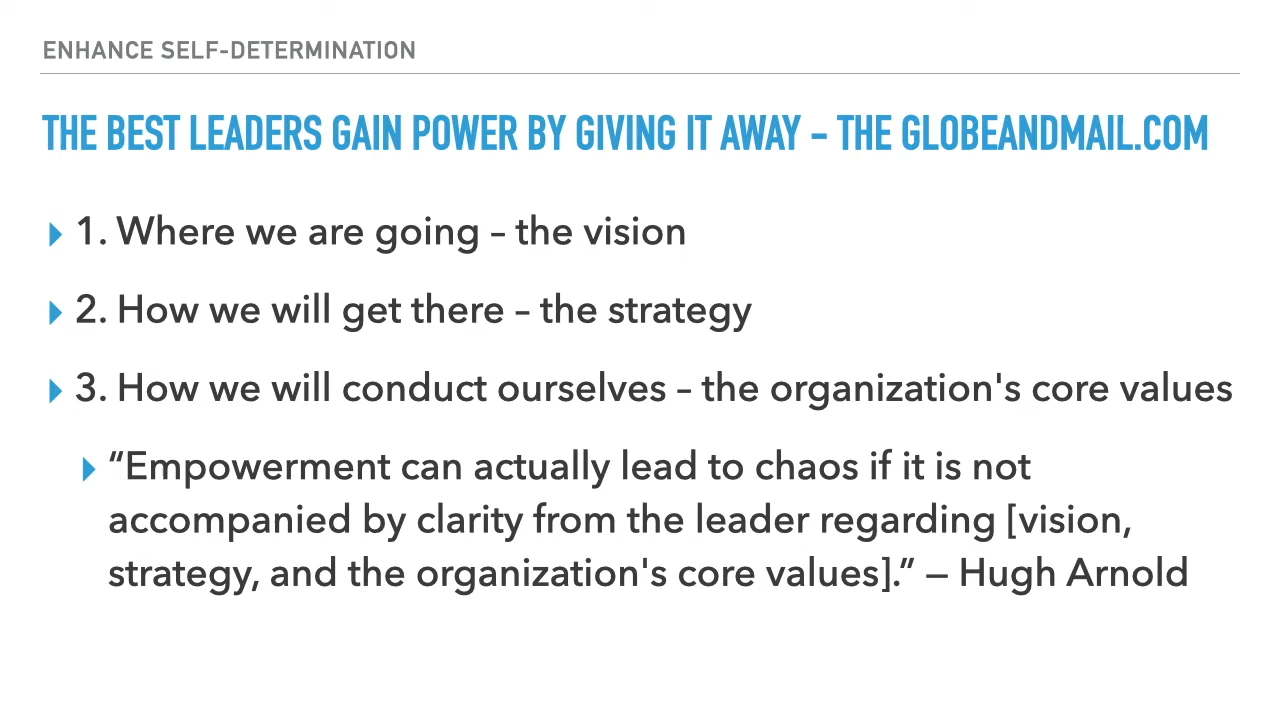 ENHANCE SELF-DETERMINATION
THE BEST LEADERS GAIN POWER BY GIVING IT AWAY – THE GLOBEANDMAIL.COM
1. Where we are going – the vision
2. How we will get there – the strategy
3. How we will conduct ourselves – the organization's core values
“Empowerment can actually lead to chaos if it is not
accompanied by clarity from the leader regarding [vision,
strategy, and the organization's core values].” — Hugh Arnold